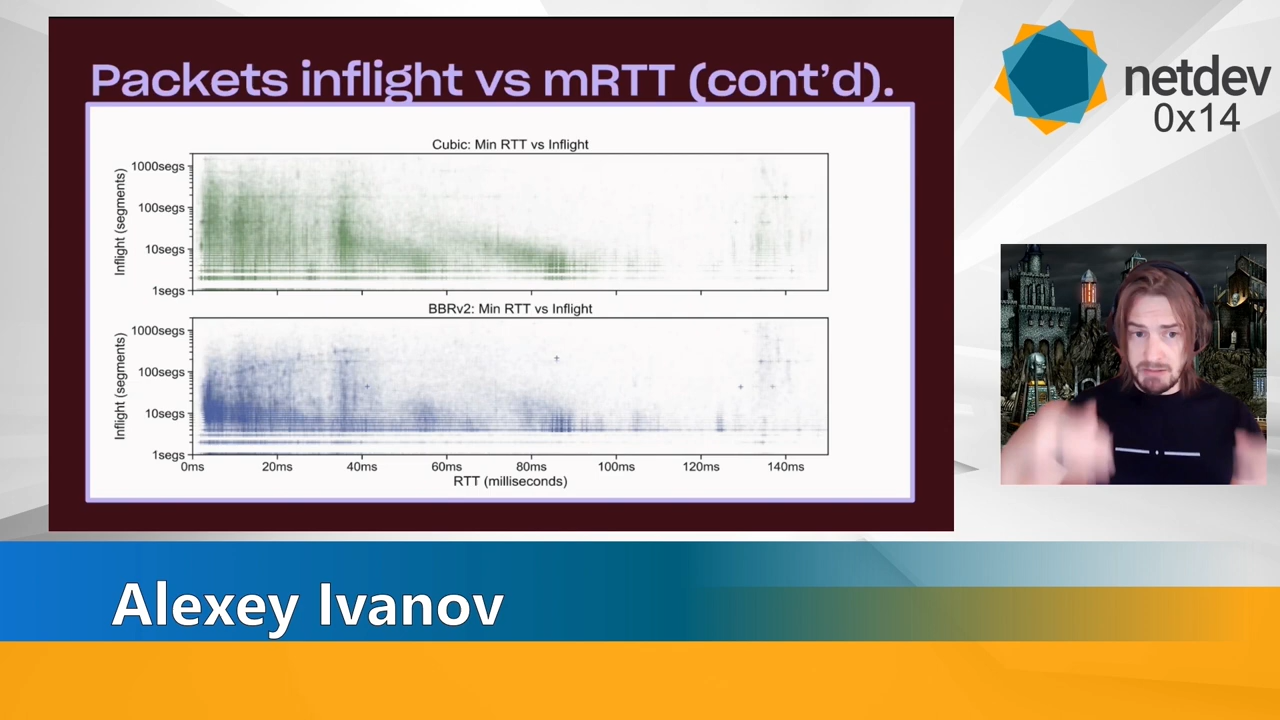 Packets inflight vs mRTT (cont'd).
Cubic: Min RTT vs Inflight
Inflight (segments)
1000segs
100segs
10segs
1segs
BBRv2: Min RTT vs Inflight
Inflight (segments)
1000segs
100segs
10segs
1segs
0ms 20ms 40ms 60ms 80ms 100ms 120ms 140ms
RTT (milliseconds)
netdev
0x14
Alexey Ivanov